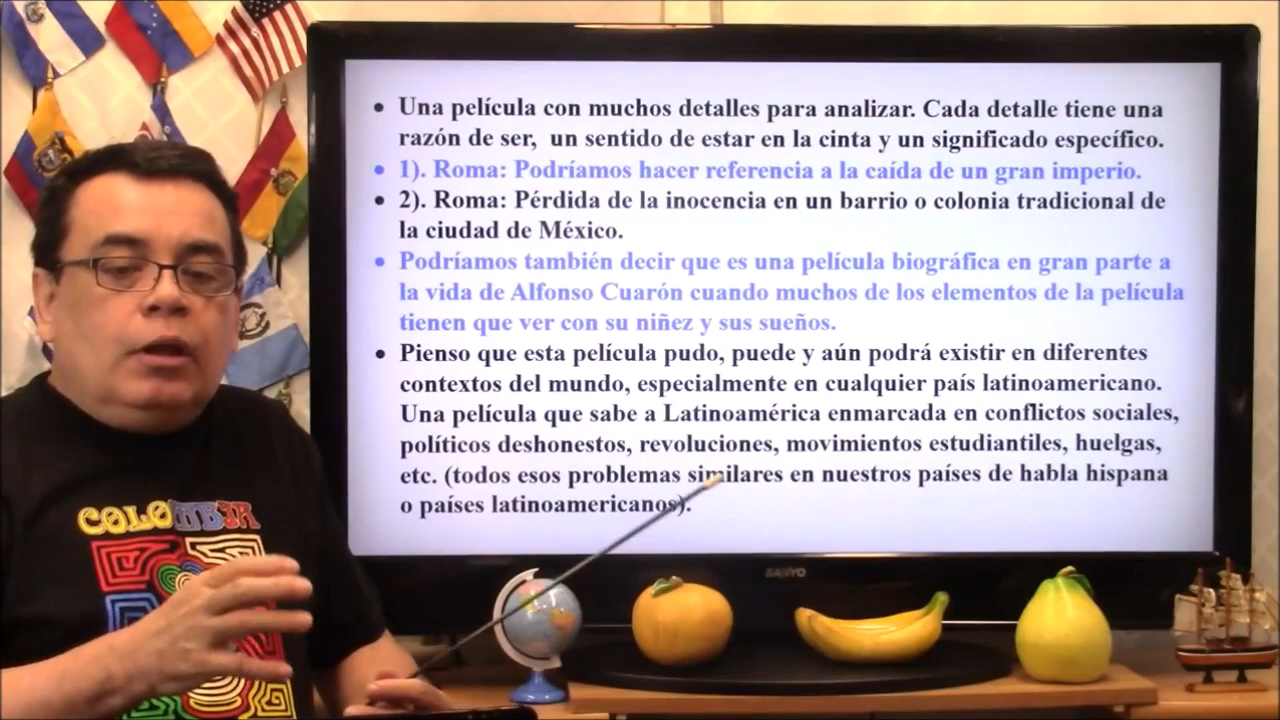 Una película con muchos detalles para analizar. Cada detalle tiene una
razón de ser, un sentido de estar en la cinta y un significado específico.
1). Roma: Podríamos hacer referencia a la caída de un gran imperio.
2). Roma: Pérdida de la inocencia en un barrio o colonia tradicional de
la ciudad de México.
Podríamos también decir que es una película biográfica en gran parte a
la vida de Alfonso Cuarón cuando muchos de los elementos de la película
tienen que ver con su niñez y sus sueños.
Pienso que esta película pudo, puede y aún podrá existir en diferentes
contextos del mundo, especialmente en cualquier país latinoamericano.
Una película que sabe a Latinoamérica enmarcada en conflictos sociales,
políticos deshonestos, revoluciones, movimientos estudiantiles, huelgas,
etc. (todos esos problemas similares en nuestros países de habla hispana
o países latinoamericanos).
SANYO
COLOMBIA